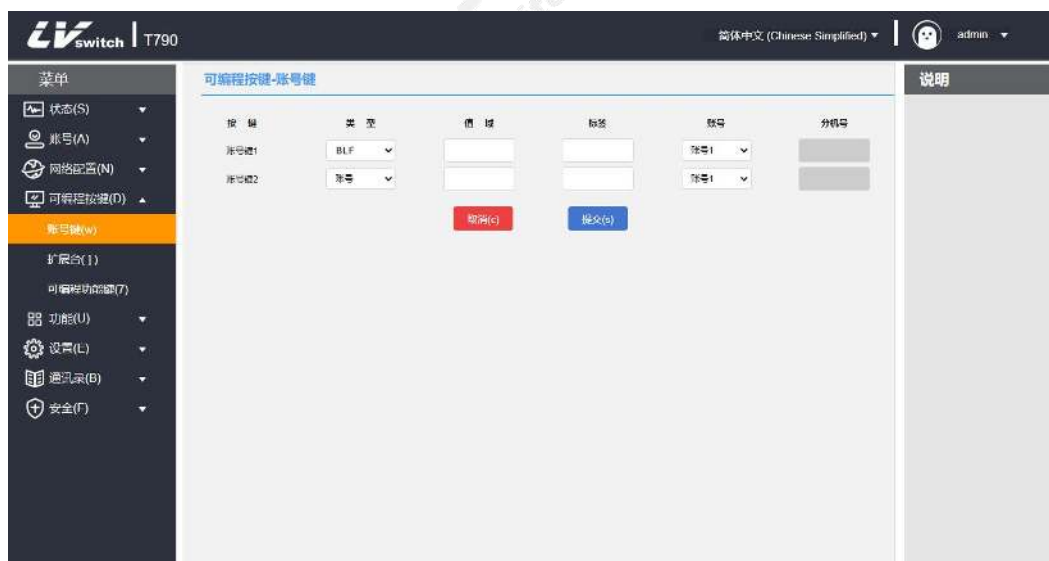 LVswitch T790
简体中文 (Chinese Simplified)
admin
菜单
状态(S)
账号(A)
网络配置(N)
可编程按键(D)
账号键(w)
扩展台(1)
可编程功能键(7)
功能(U)
设置(E)
通讯录(B)
安全(F)
可编程按键-账号键
按 键 类 型 值 域 标签 账号 分机号
账号键1 BLF 账号1
账号键2 账号 账号1
取消(c) 提交(s)
说明